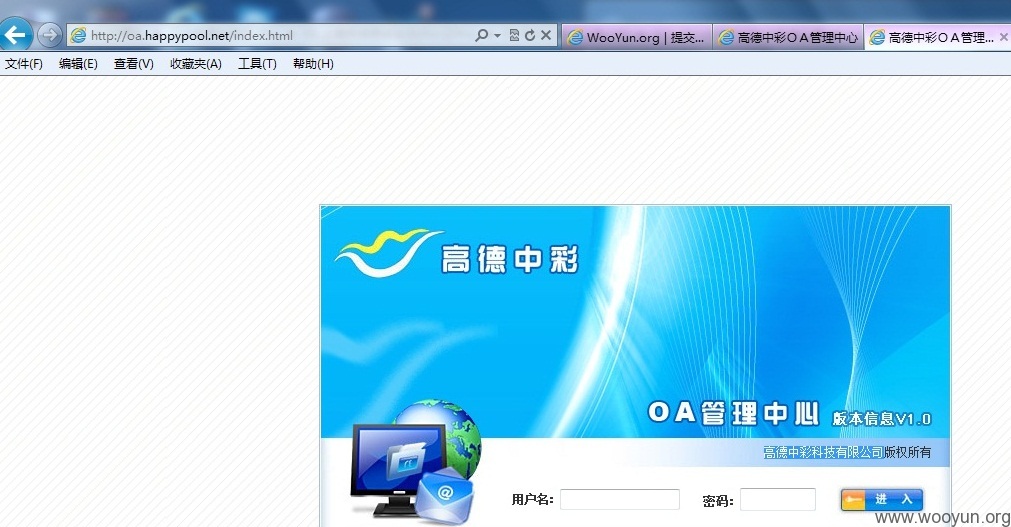 http://oa.happypool.net/index.html
WooYun.org | 提交...
高德中彩OA管理中心
高德中彩OA管理...
文件(F) 编辑(E) 查看(V) 收藏夹(A) 工具(T) 帮助(H)
高德中彩
OA管理中心 版本信息V1.0
高德中彩科技有限公司版权所有
用户名: 密码: 进 入
www.wooyun.org